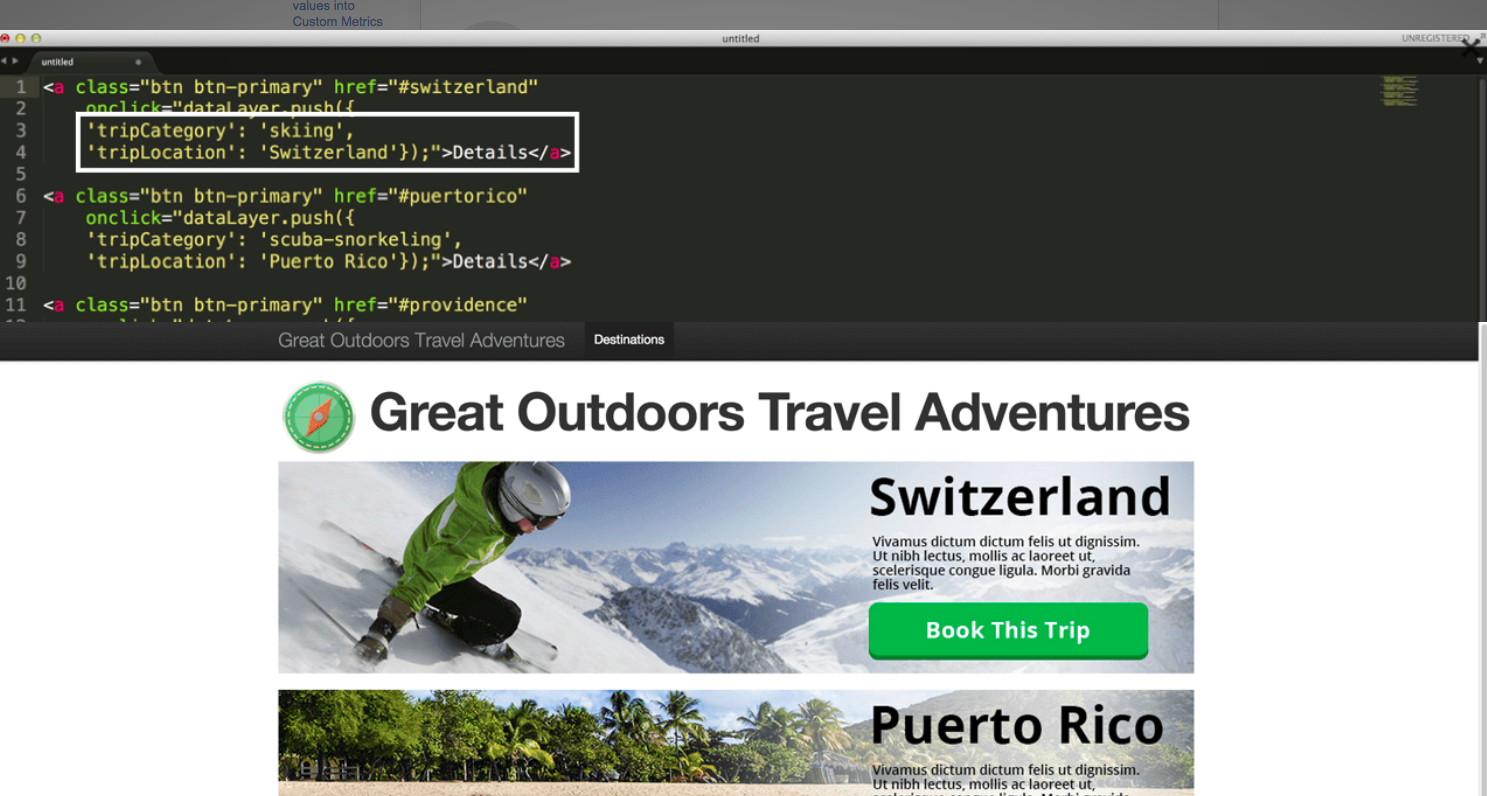 values into
Custom Metrics
untitled
UNREGISTERED
untitled
1 <a class="btn btn-primary" href="#switzerland"
2 onclick="dataLayer.push({
3 'tripCategory': 'skiing',
4 'tripLocation': 'Switzerland'});">Details</a>
5
6 <a class="btn btn-primary" href="#puertorico"
7 onclick="dataLayer.push({
8 'tripCategory': 'scuba-snorkeling',
9 'tripLocation': 'Puerto Rico'});">Details</a>
10
11 <a class="btn btn-primary" href="#providence"
Great Outdoors Travel Adventures
Destinations
Great Outdoors Travel Adventures
Switzerland
Vivamus dictum dictum felis ut dignissim.
Ut nibh lectus, mollis ac laoreet ut,
scelerisque congue ligula. Morbi gravida
felis velit.
Book This Trip
Puerto Rico
Vivamus dictum dictum felis ut dignissim.
Ut nibh lectus, mollis ac laoreet ut,